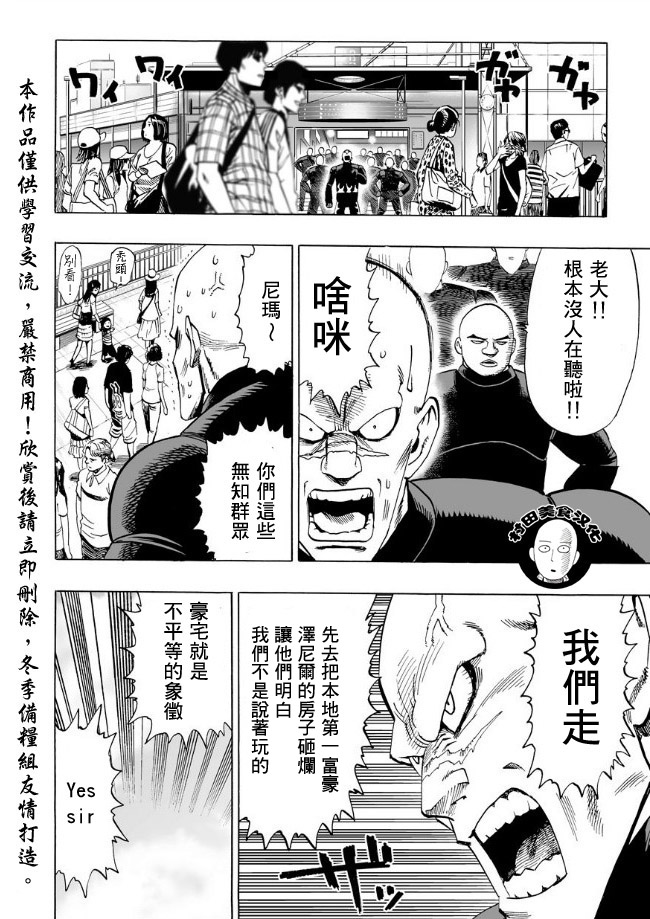 ガヤ
ガヤ
ワイ
ワイ
老大!!
根本沒人
在聽啦!!
啥咪
尼瑪~
禿頭!
別看!
你們這些
無知群眾
村田美食汉化
我們走
先去把本地第一富豪
澤尼爾的房子砸爛
讓他們明白
我們不是說著玩的
ザッ
豪宅就是
不平等的象徵
Yes
sir
本作品僅供學習交流，嚴禁商用！欣賞後請立即刪除，冬季備糧組友情打造。